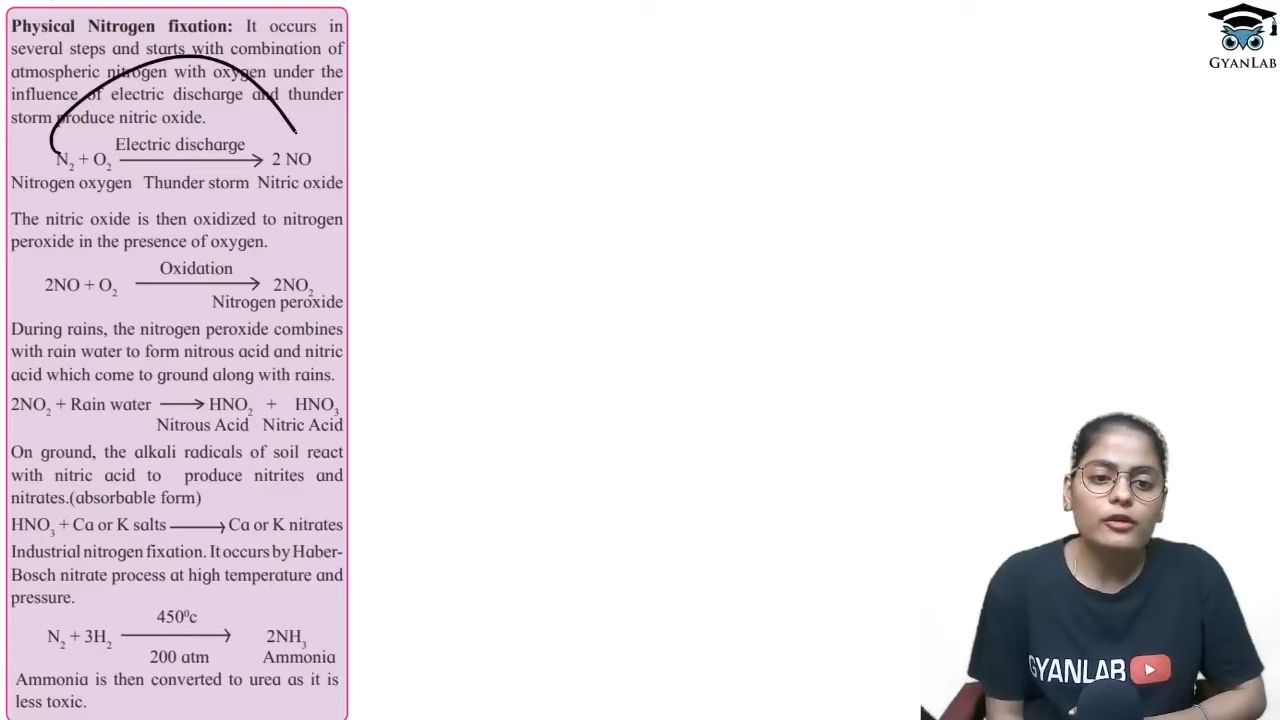 Physical Nitrogen fixation: It occurs in
several steps and starts with combination of
atmospheric nitrogen with oxygen under the
influence of electric discharge and thunder
storm produce nitric oxide.
Electric discharge
N₂ + O₂ ⟶ 2 NO
Nitrogen oxygen Thunder storm Nitric oxide
The nitric oxide is then oxidized to nitrogen
peroxide in the presence of oxygen.
Oxidation
2NO + O₂ ⟶ 2NO₂
Nitrogen peroxide
During rains, the nitrogen peroxide combines
with rain water to form nitrous acid and nitric
acid which come to ground along with rains.
2NO₂ + Rain water ⟶ HNO₂ + HNO₃
Nitrous Acid Nitric Acid
On ground, the alkali radicals of soil react
with nitric acid to produce nitrites and
nitrates.(absorbable form)
HNO₃ + Ca or K salts ⟶ Ca or K nitrates
Industrial nitrogen fixation. It occurs by Haber-
Bosch nitrate process at high temperature and
pressure.
450⁰c
N₂ + 3H₂ ⟶ 2NH₃
200 atm Ammonia
Ammonia is then converted to urea as it is
less toxic.
GYANLAB
GYANLAB